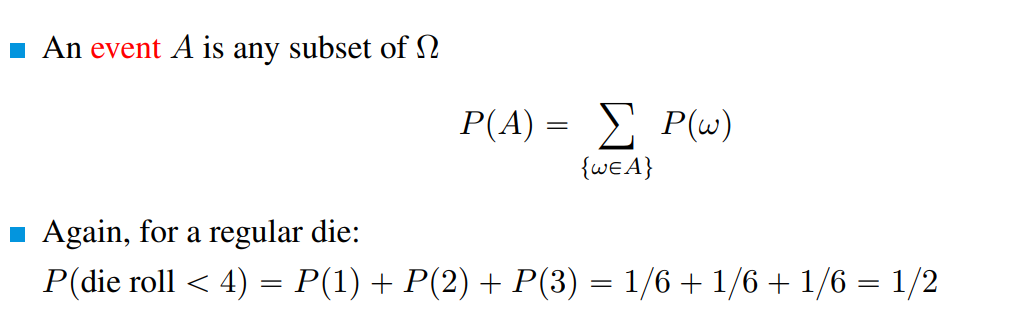 ■ An event A is any subset of Ω
P(A) = ∑ P(ω)
{ω∈A}
■ Again, for a regular die:
P(die roll < 4) = P(1) + P(2) + P(3) = 1/6 + 1/6 + 1/6 = 1/2